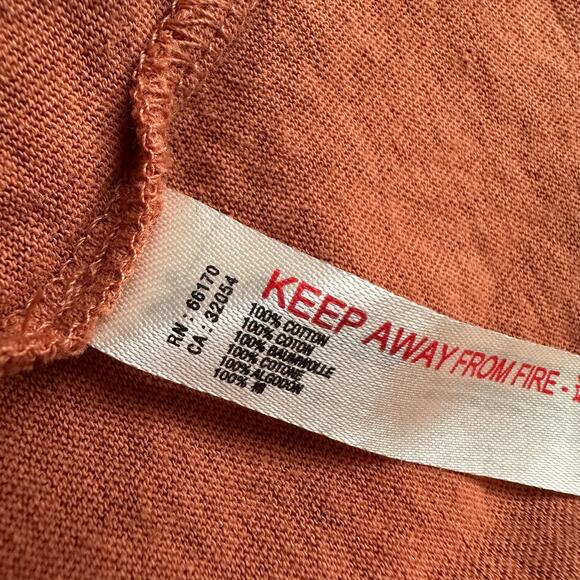 RN : 66170
CA : 32054
KEEP AWAY FROM FIRE -
100% COTTON
100% COTON
100% BAUMWOLLE
100% COTONE
100% ALGODON
100% 棉